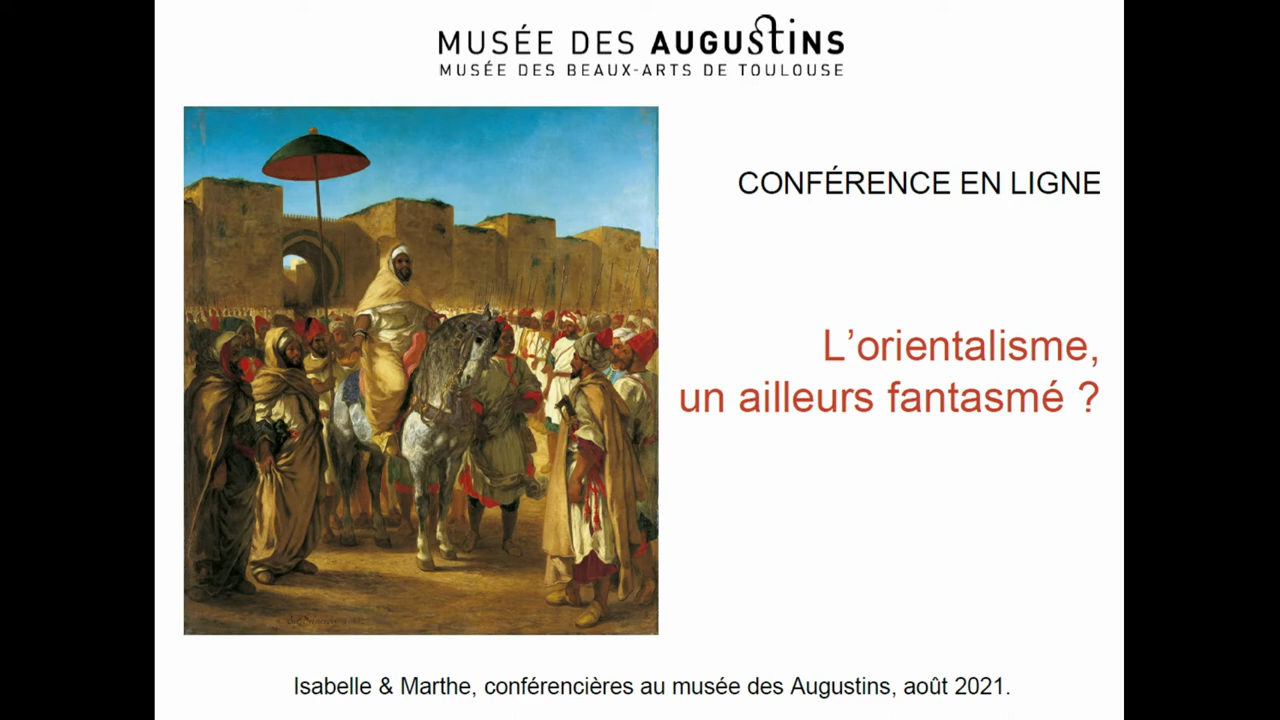 MUSÉE DES AUGUSTINS
MUSÉE DES BEAUX-ARTS DE TOULOUSE
CONFÉRENCE EN LIGNE
L’orientalisme,
un ailleurs fantasmé ?
Isabelle & Marthe, conférencières au musée des Augustins, août 2021.